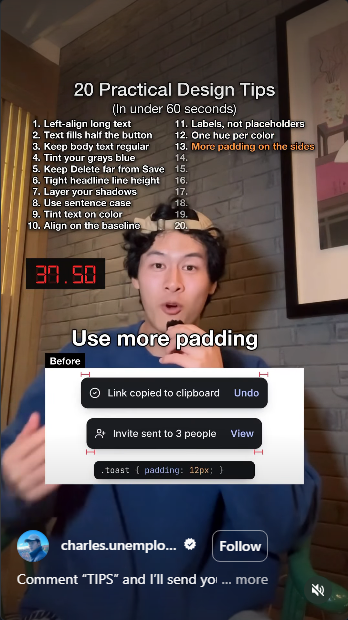 20 Practical Design Tips
(In under 60 seconds)
1. Left-align long text
2. Text fills half the button
3. Keep body text regular
4. Tint your grays blue
5. Keep Delete far from Save
6. Tight headline line height
7. Layer your shadows
8. Use sentence case
9. Tint text on color
10. Align on the baseline
11. Labels, not placeholders
12. One hue per color
13. More padding on the sides
14.
15.
16.
17.
18.
19.
20.
37.50
Use more padding
Before
Link copied to clipboard Undo
Invite sent to 3 people View
.toast { padding: 12px; }
charles.unemplo... Follow
Comment “TIPS” and I’ll send you ... more